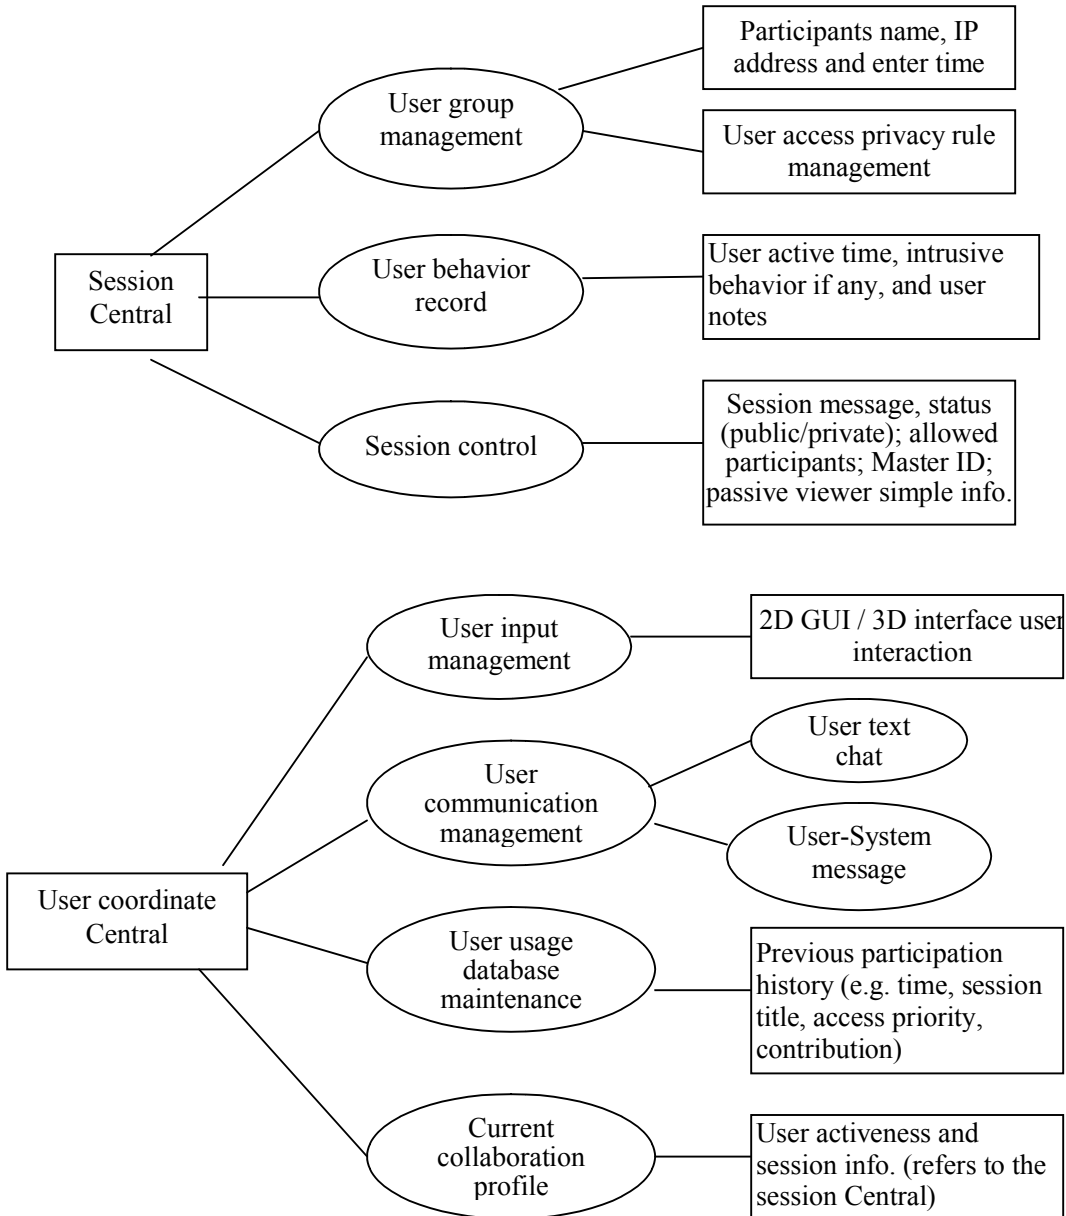 Participants name, IP
address and enter time
User group
management
User access privacy rule
management
Session
Central
User behavior
record
User active time, intrusive
behavior if any, and user
notes
Session control
Session message, status
(public/private); allowed
participants; Master ID;
passive viewer simple info.
User input
management
2D GUI / 3D interface user
interaction
User text
chat
User
communication
management
User-System
message
User coordinate
Central
User usage
database
maintenance
Previous participation
history (e.g. time, session
title, access priority,
contribution)
Current
collaboration
profile
User activeness and
session info. (refers to the
session Central)